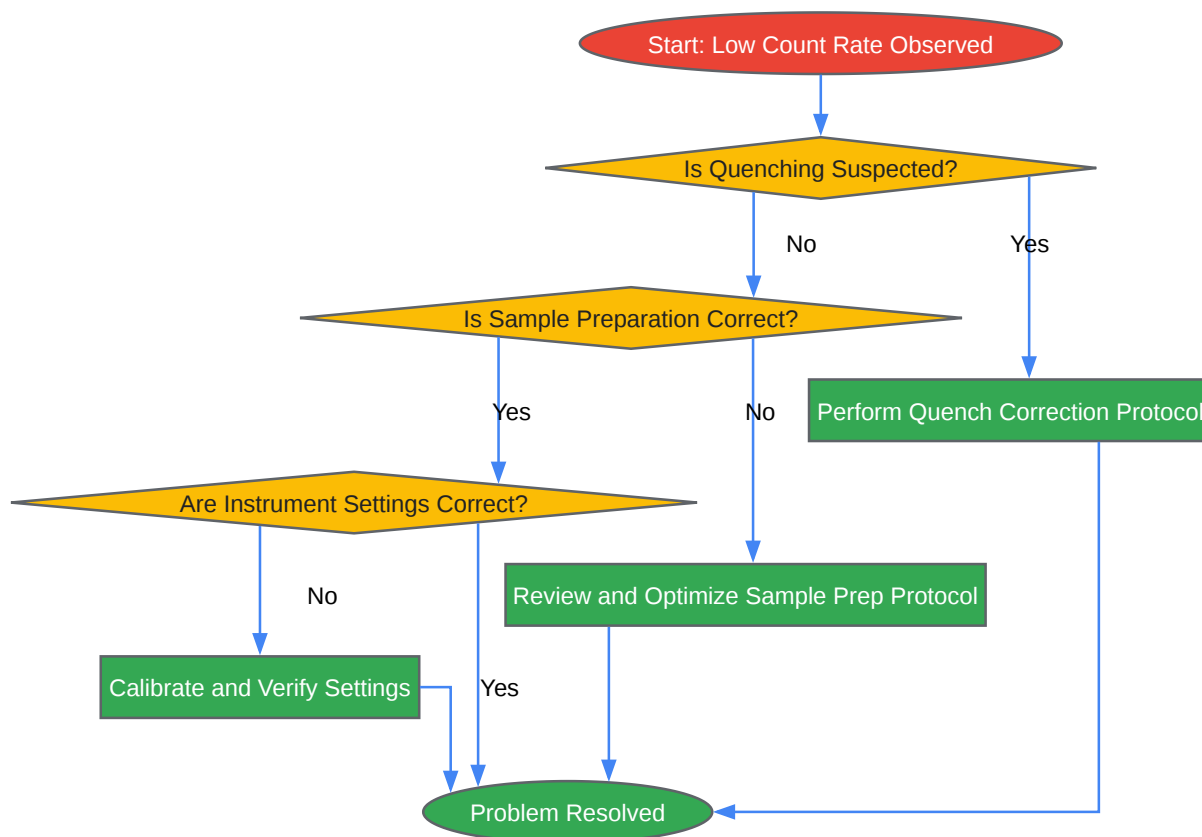 Start: Low Count Rate Observed
Is Quenching Suspected?
No
Yes
Is Sample Preparation Correct?
Yes
No
Perform Quench Correction Protocol
Are Instrument Settings Correct?
No
Review and Optimize Sample Prep Protocol
Calibrate and Verify Settings
Yes
Problem Resolved